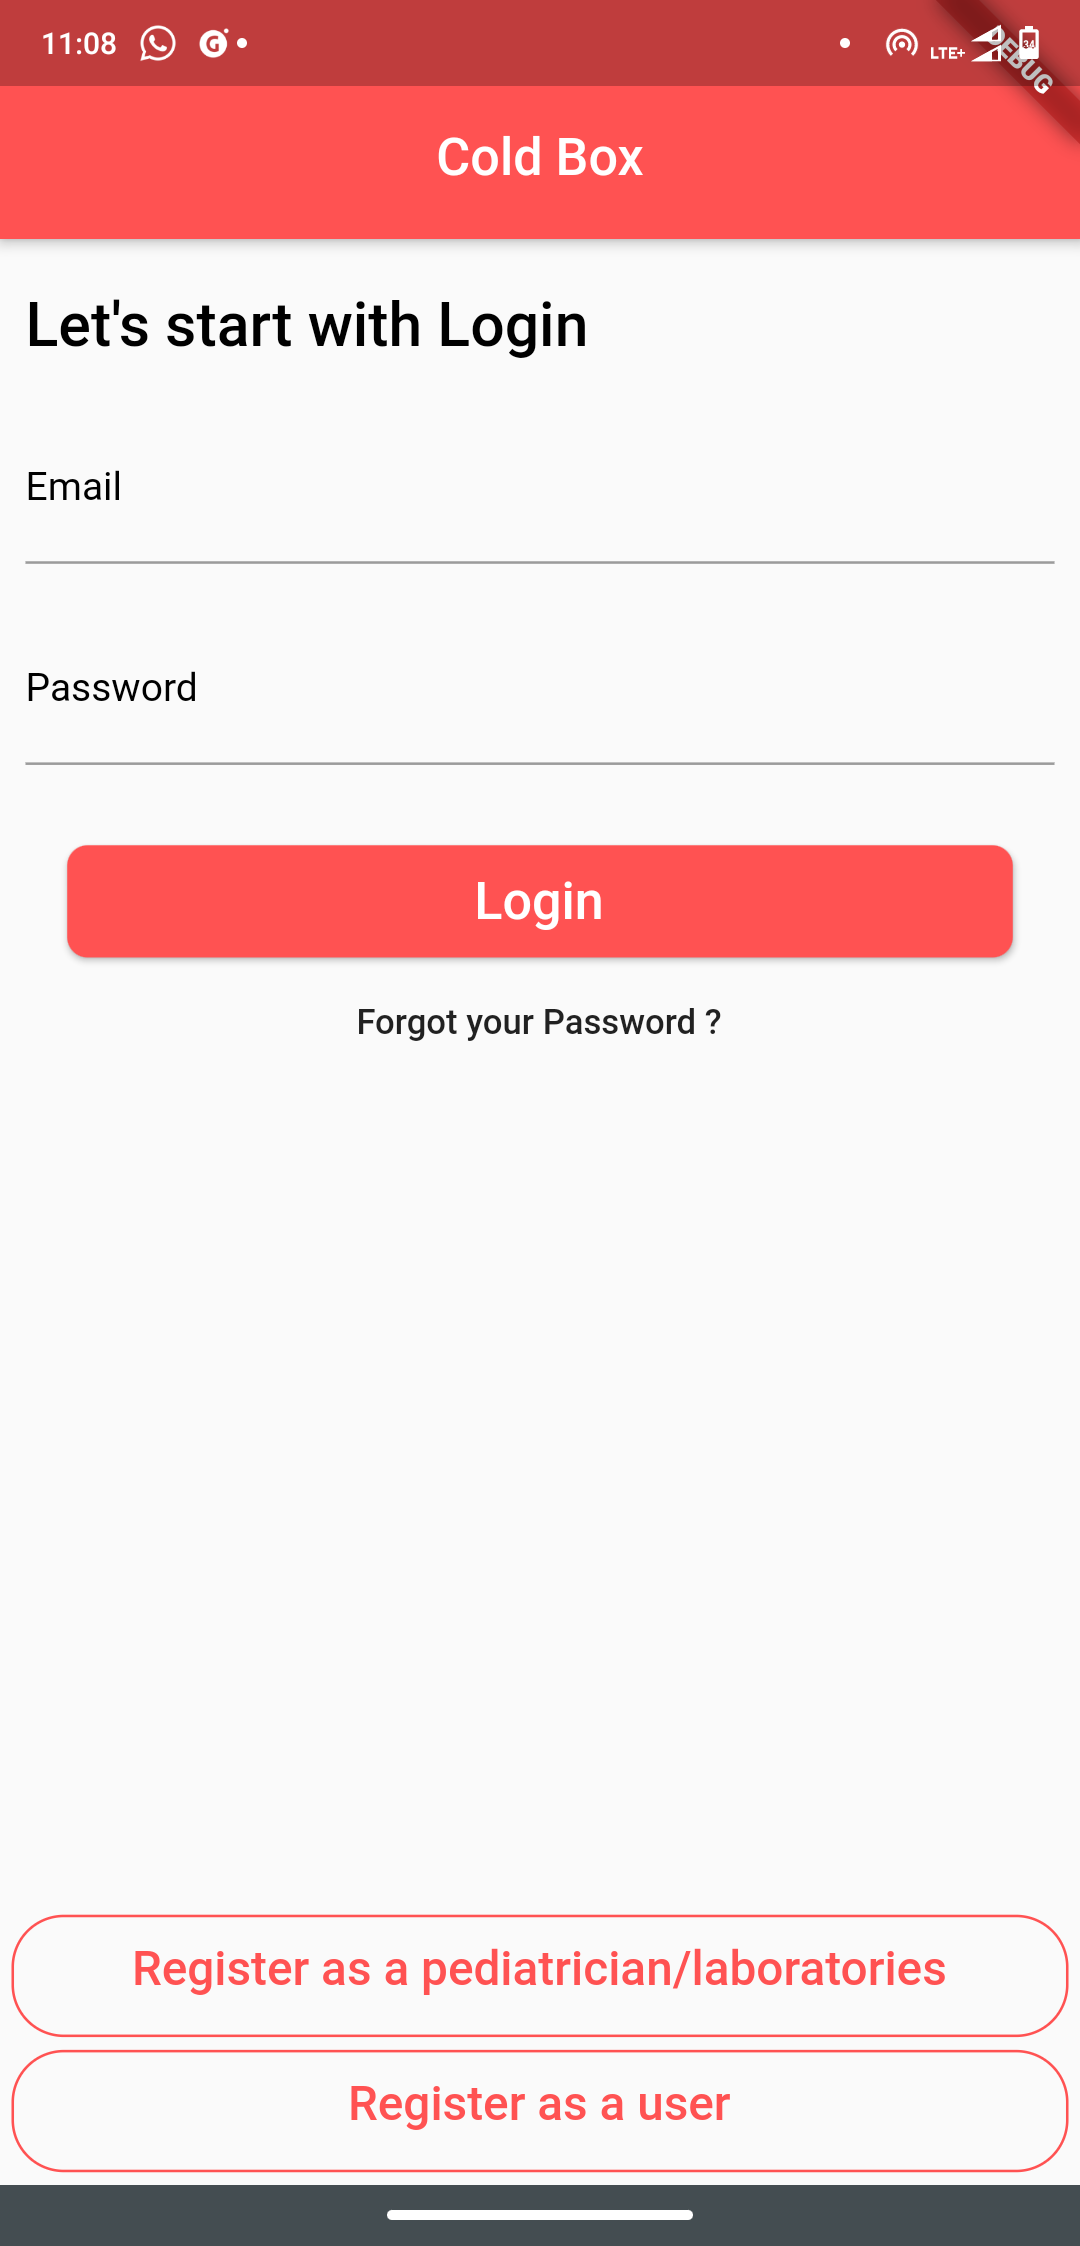 11:08
LTE+
34
DEBUG
Cold Box
Let's start with Login
Email
Password
Login
Forgot your Password ?
Register as a pediatrician/laboratories
Register as a user